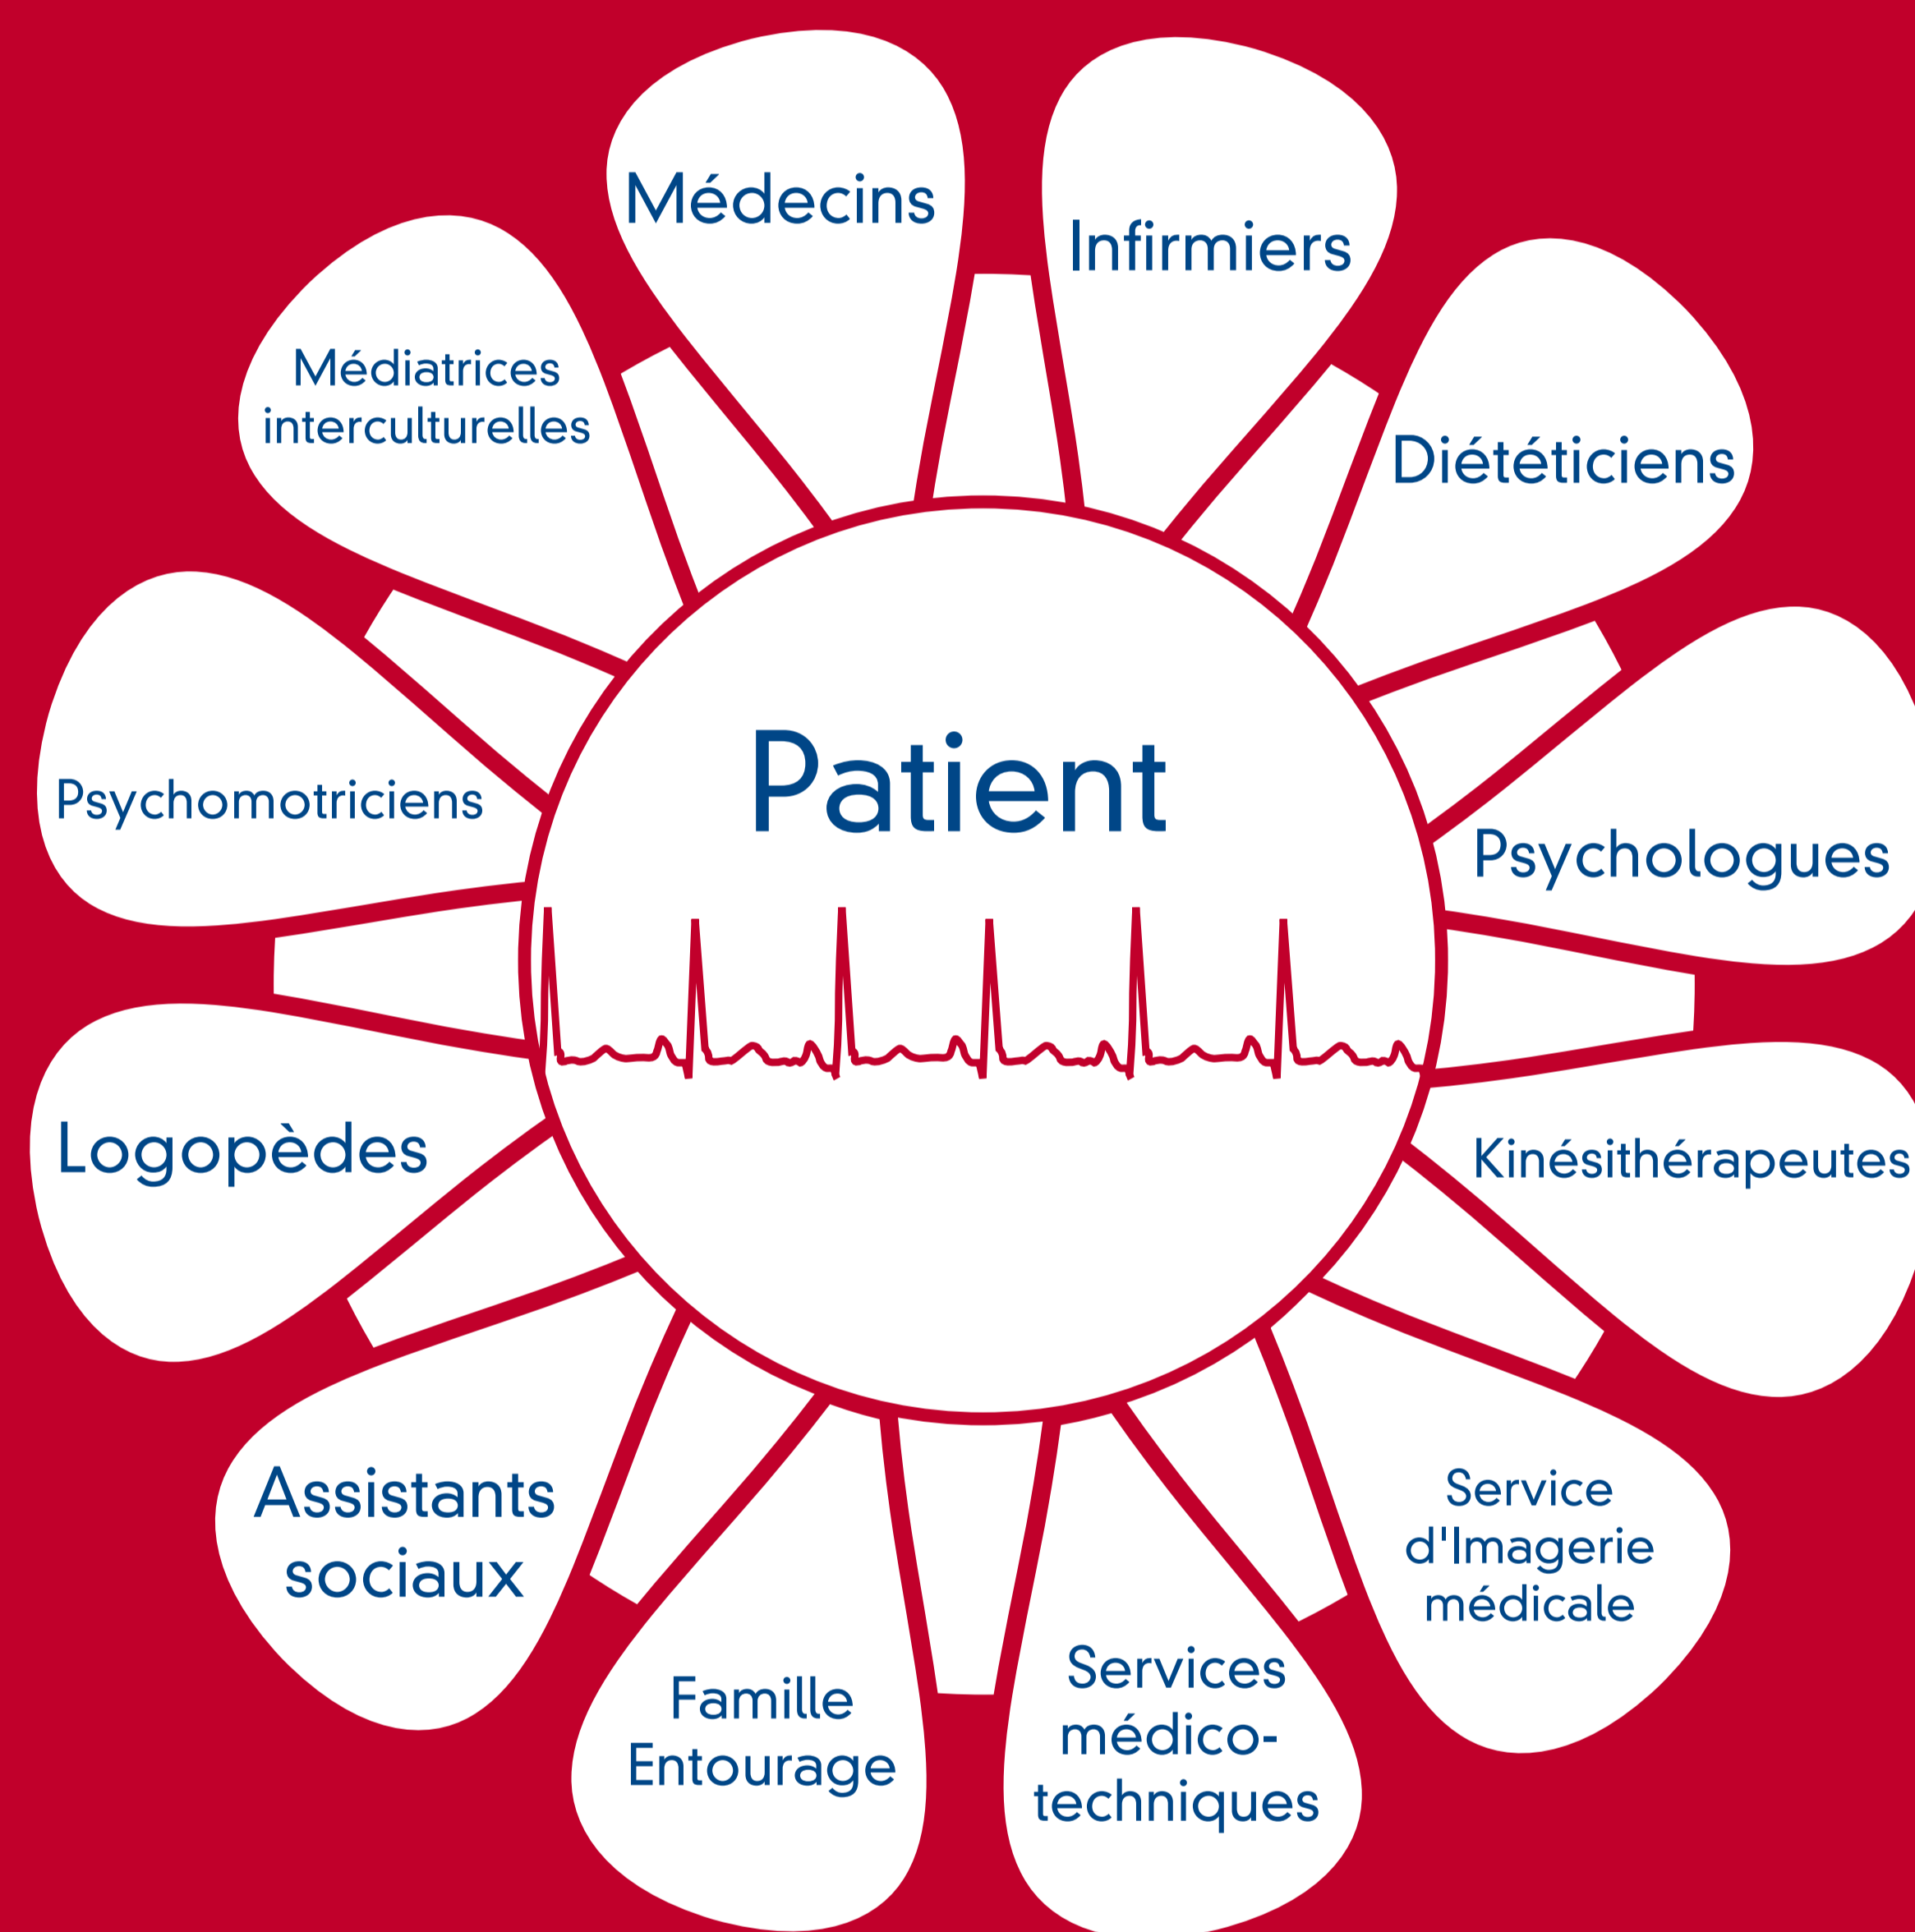 Médecins
Infirmiers
Médiatrices
interculturelles
Diététiciens
Patient
Psychomotriciens
Psychologues
Logopèdes
Kinésithérapeutes
Assistants
sociaux
Service
d'Imagerie
médicale
Famille
Entourage
Services
médico-
techniques